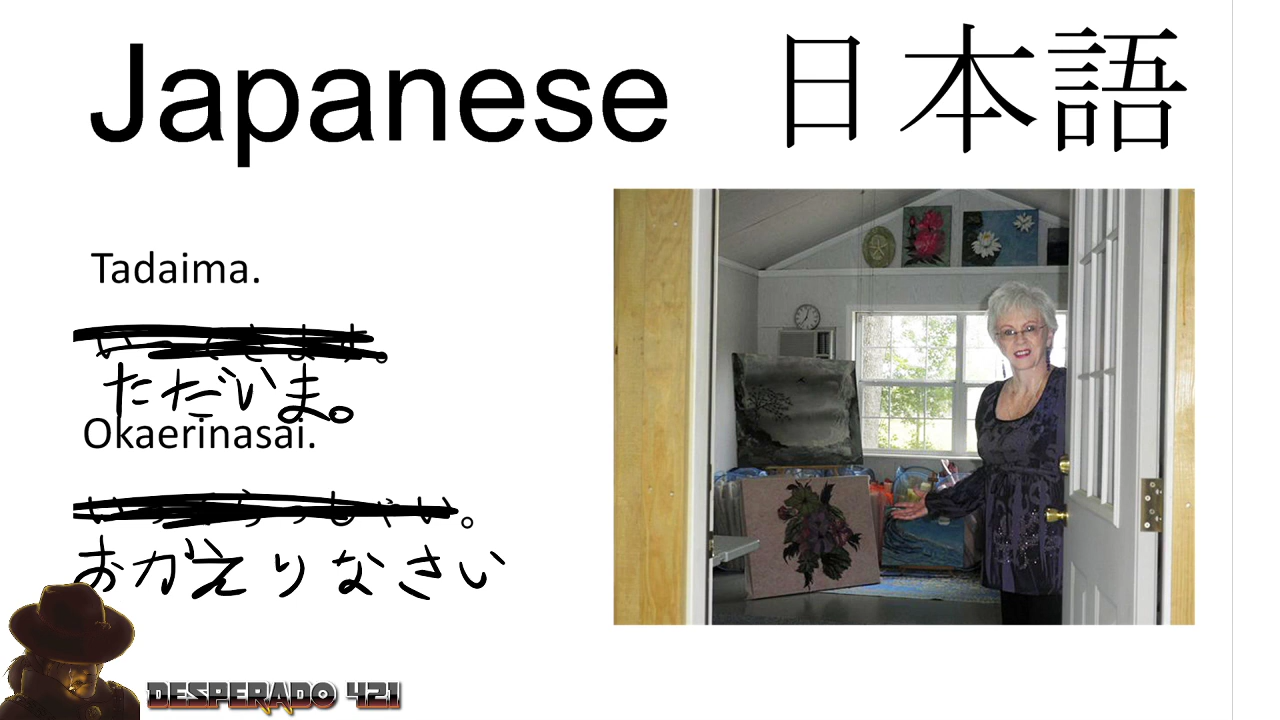 Japanese 日本語
Tadaima.
ただいま。
Okaerinasai.
おかえりなさい
DESPERADO 421